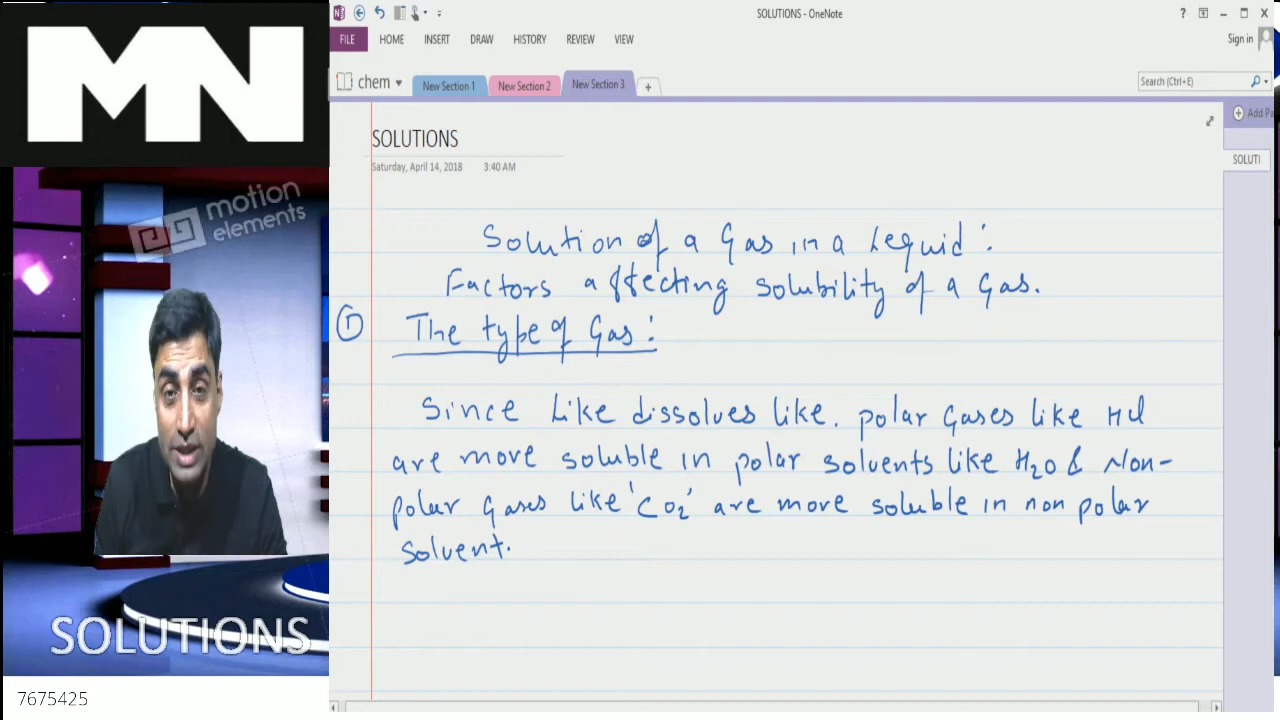 MN
motion
elements
SOLUTIONS
7675425
SOLUTIONS - OneNote
FILE HOME INSERT DRAW HISTORY REVIEW VIEW
Sign in
chem New Section 1 New Section 2 New Section 3 +
Search (Ctrl+E)
Add Pa
SOLUTI
SOLUTIONS
Saturday, April 14, 2018 3:40 AM
Solution of a Gas in a Lequid:
Factors affecting solubility of a Gas.
① The type of Gas:
Since Like dissolves like. polar Gases like HCl
are more soluble in polar solvents like H₂O & Non-
polar Gases like 'CO₂' are more soluble in non polar
solvent.